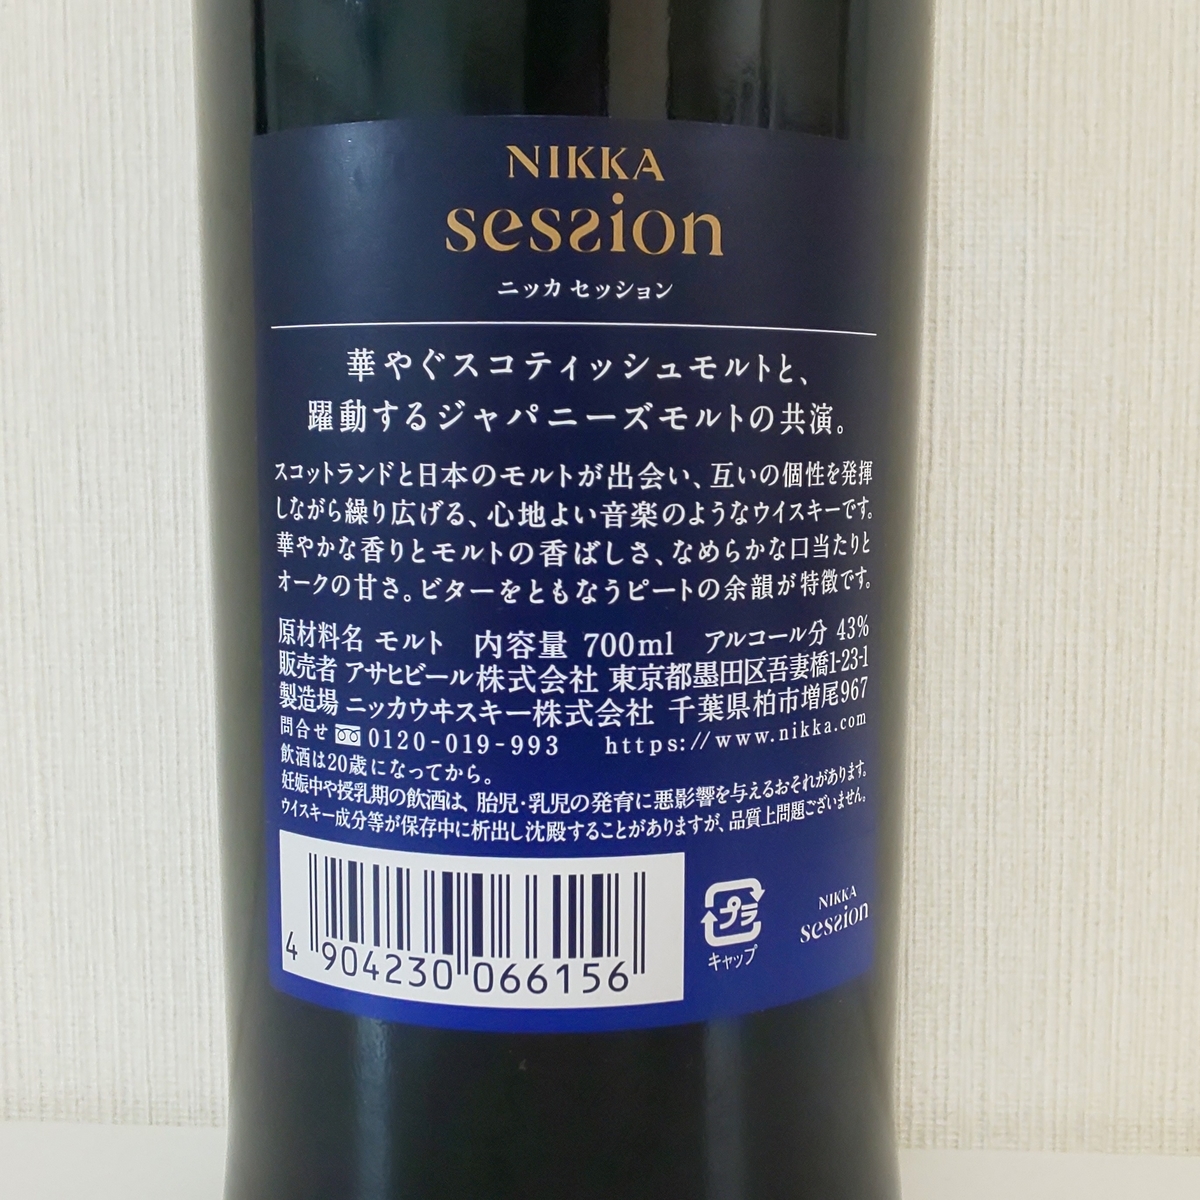 NIKKA
session
ニッカ セッション
華やぐスコティッシュモルトと、
躍動するジャパニーズモルトの共演。
スコットランドと日本のモルトが出会い、互いの個性を発揮
しながら繰り広げる、心地よい音楽のようなウイスキーです。
華やかな香りとモルトの香ばしさ、なめらかな口当たりと
オークの甘さ。ビターをともなうピートの余韻が特徴です。
原材料名 モルト 内容量 700ml アルコール分 43%
販売者 アサヒビール株式会社 東京都墨田区吾妻橋1-23-1
製造場 ニッカウヰスキー株式会社 千葉県柏市増尾967
問合せ 0120-019-993 https://www.nikka.com
飲酒は20歳になってから。
妊娠中や授乳期の飲酒は、胎児・乳児の発育に悪影響を与えるおそれがあります。
ウイスキー成分等が保存中に析出し沈殿することがありますが、品質上問題ございません。
4 904230 066156
プラ
キャップ
NIKKA
session